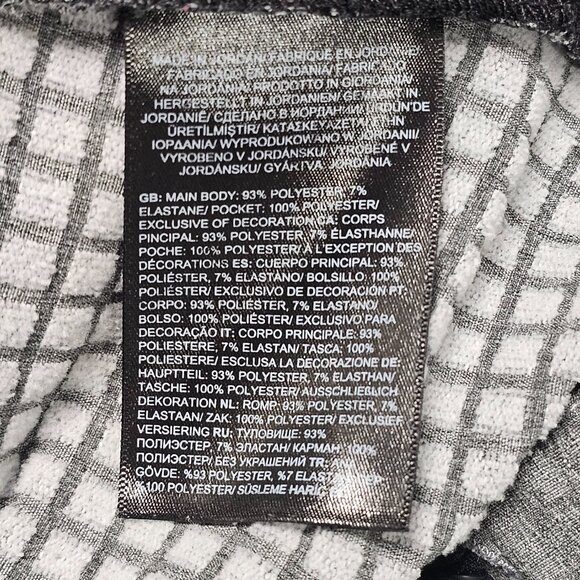 MADE IN JORDAN/ FABRIQUÉ EN JORDANIE/
FABRICADO EN JORDANIA/ FABRICADO
NA JORDÂNIA/ PRODOTTO IN GIORDANIA/
HERGESTELLT IN JORDANIEN/ GEMAAKT IN
JORDANIË/ СДЕЛАНО В ИОРДАНИИ/ ÜRDÜN'DE
ÜRETİLMİŞTİR/ ΚΑΤΑΣΚΕΥΑΖΕΤΑΙ ΣΤΗΝ
ΙΟΡΔΑΝΙΑ/ WYPRODUKOWANO W JORDANII/
VYROBENO V JORDÁNSKU/ VYROBENÉ V
JORDÁNSKU/ GYÁRTVA JORDÁNIA
GB: MAIN BODY: 93% POLYESTER, 7%
ELASTANE/ POCKET: 100% POLYESTER/
EXCLUSIVE OF DECORATION CA: CORPS
PINCIPAL: 93% POLYESTER, 7% ÉLASTHANNE/
POCHE: 100% POLYESTER/ À L'EXCEPTION DES
DÉCORATIONS ES: CUERPO PRINCIPAL: 93%
POLIÉSTER, 7% ELASTANO/ BOLSILLO: 100%
POLIÉSTER/ EXCLUSIVO DE DECORACIÓN PT:
CORPO: 93% POLIÉSTER, 7% ELASTANO/
BOLSO: 100% POLIÉSTER/ EXCLUSIVO PARA
DECORAÇÃO IT: CORPO PRINCIPALE: 93%
POLIESTERE, 7% ELASTAN/ TASCA: 100%
POLIESTERE/ ESCLUSA LA DECORAZIONE DE:
HAUPTTEIL: 93% POLYESTER, 7% ELASTHAN/
TASCHE: 100% POLYESTER/ AUSSCHLIEßLICH
DEKORATION NL: ROMP: 93% POLYESTER, 7%
ELASTAAN/ ZAK: 100% POLYESTER/ EXCLUSIEF
VERSIERING RU: ТУЛОВИЩЕ: 93%
ПОЛИЭСТЕР, 7% ЭЛАСТАН/ КАРМАН: 100%
ПОЛИЭСТЕР/ БЕЗ УКРАШЕНИЙ TR: ANA
GÖVDE: %93 POLYESTER, %7 ELASTAN
%100 POLYESTER/ SÜSLEME HARİÇ